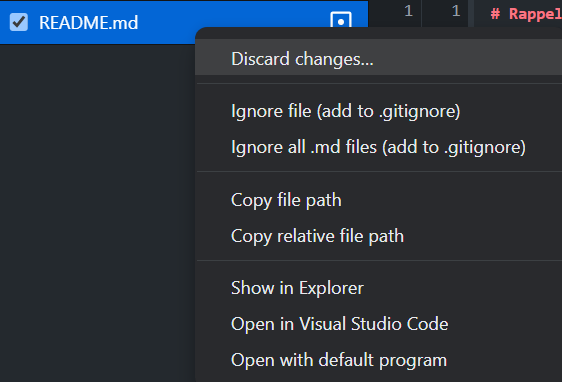 README.md
1 1 # Rappel
Discard changes...
Ignore file (add to .gitignore)
Ignore all .md files (add to .gitignore)
Copy file path
Copy relative file path
Show in Explorer
Open in Visual Studio Code
Open with default program